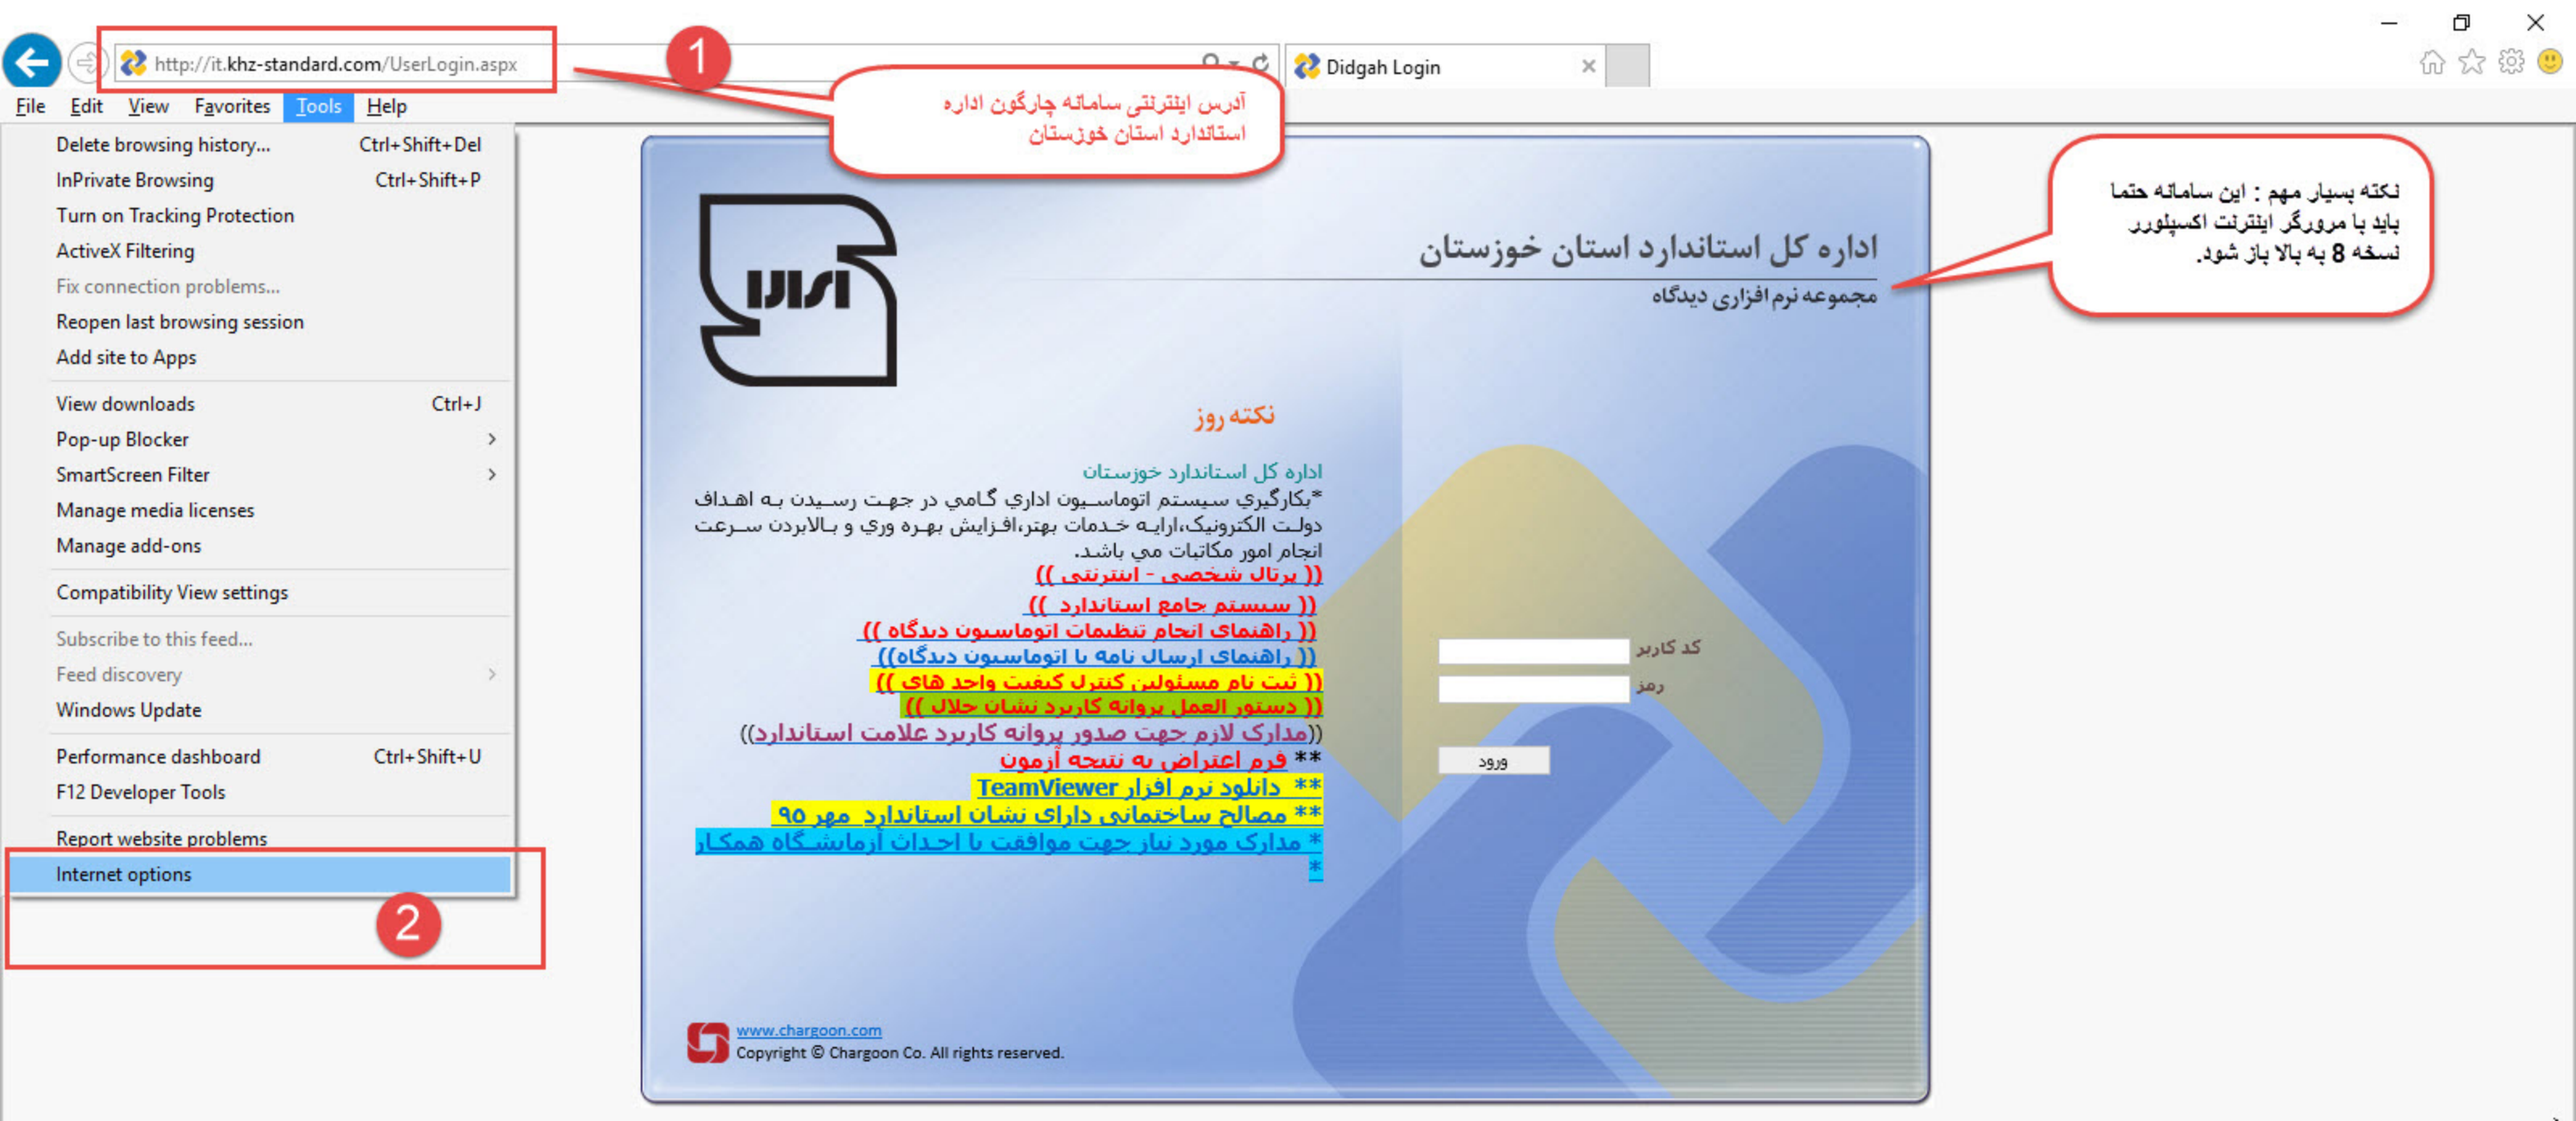 http://it.khz-standard.com/UserLogin.aspx
1
Didgah Login
File Edit View Favorites Tools Help
آدرس اینترنتی سامانه چارگون اداره
استاندارد استان خوزستان
Delete browsing history... Ctrl+Shift+Del
InPrivate Browsing Ctrl+Shift+P
Turn on Tracking Protection
ActiveX Filtering
Fix connection problems...
Reopen last browsing session
Add site to Apps
View downloads Ctrl+J
Pop-up Blocker
SmartScreen Filter
Manage media licenses
Manage add-ons
Compatibility View settings
Subscribe to this feed...
Feed discovery
Windows Update
Performance dashboard Ctrl+Shift+U
F12 Developer Tools
Report website problems
Internet options
2
نکته بسیار مهم : این سامانه حتما
باید با مرورگر اینترنت اکسپلورر
نسخه 8 به بالا باز شود.
ایران
اداره کل استاندارد استان خوزستان
مجموعه نرم افزاری دیدگاه
نکته روز
اداره کل استاندارد خوزستان
*بکارگيري سيستم اتوماسيون اداري گامي در جهت رسيدن به اهداف
دولت الکترونيک،ارايه خدمات بهتر،افزايش بهره وري و بالابردن سرعت
انجام امور مکاتبات مي باشد.
(( پرتال شخصی - اینترنتی ))
(( سیستم جامع استاندارد ))
(( راهنمای انجام تنظیمات اتوماسیون دیدگاه ))
(( راهنمای ارسال نامه با اتوماسیون دیدگاه))
(( ثبت نام مسئولین کنترل کیفیت واحد های ))
(( دستور العمل پروانه کاربرد نشان حلال ))
((مدارک لازم جهت صدور پروانه کاربرد علامت استاندارد))
** فرم اعتراض به نتیجه آزمون
** دانلود نرم افزار TeamViewer
** مصالح ساختمانی دارای نشان استاندارد مهر ۹۵
* مدارک مورد نیاز جهت موافقت با احداث آزمایشگاه همکار
*
کد کاربر
رمز
ورود
www.chargoon.com
Copyright © Chargoon Co. All rights reserved.